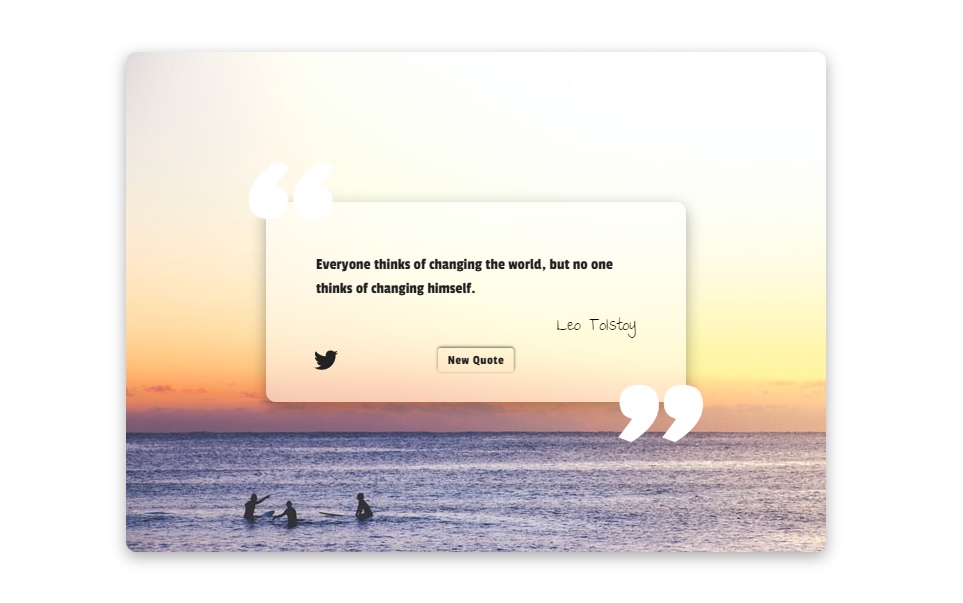 Everyone thinks of changing the world, but no one
thinks of changing himself.
Leo Tolstoy
New Quote